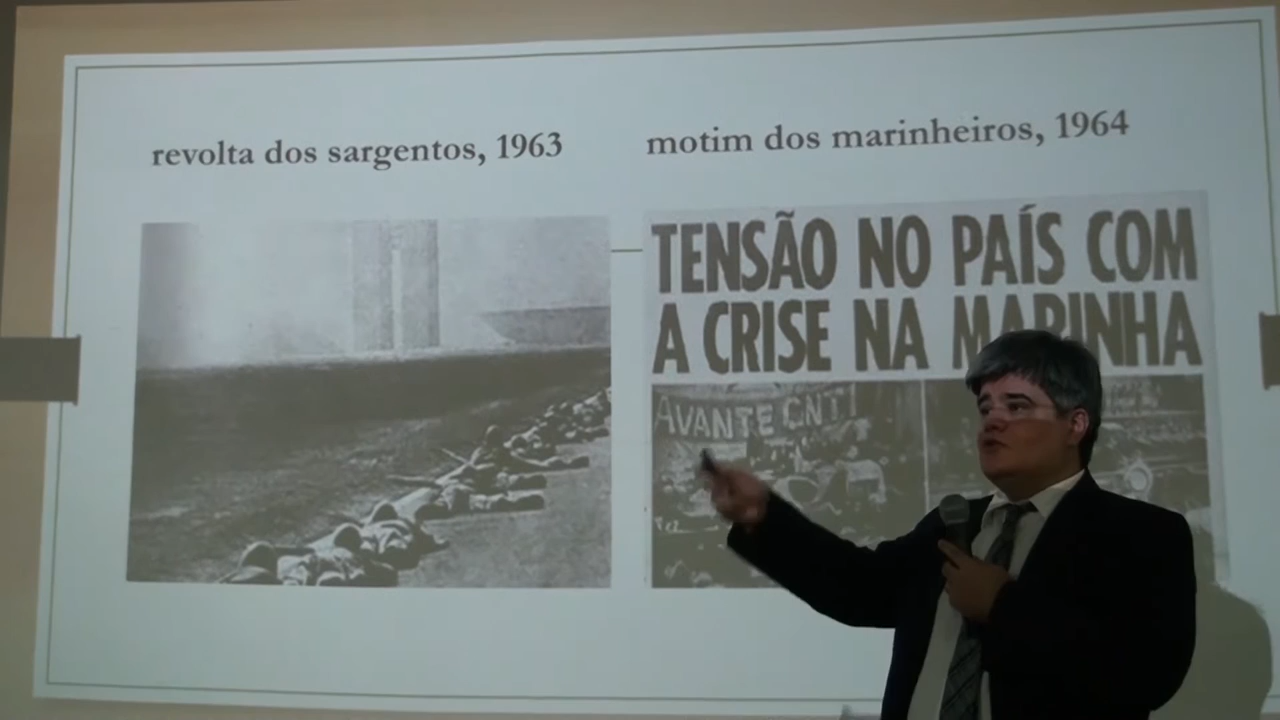 revolta dos sargentos, 1963
motim dos marinheiros, 1964
TENSÃO NO PAÍS COM
A CRISE NA MARINHA
AVANTE CNTI